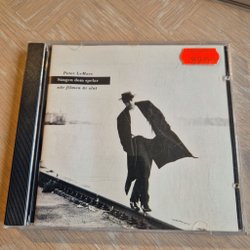 Peter LeMarc
Sången dom spelar
när filmen är slut